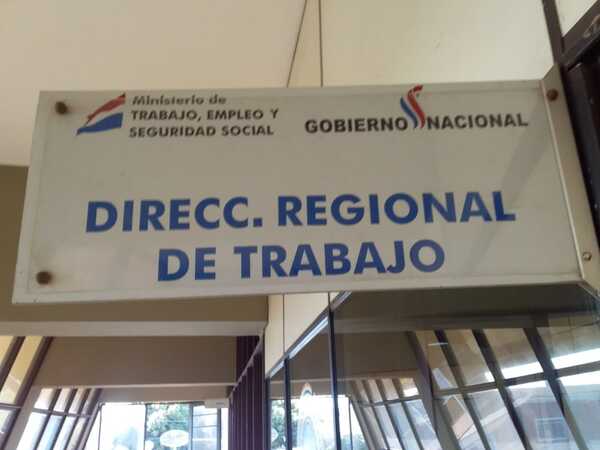 Ministerio de
TRABAJO, EMPLEO Y
SEGURIDAD SOCIAL
GOBIERNO NACIONAL
DIRECC. REGIONAL
DE TRABAJO